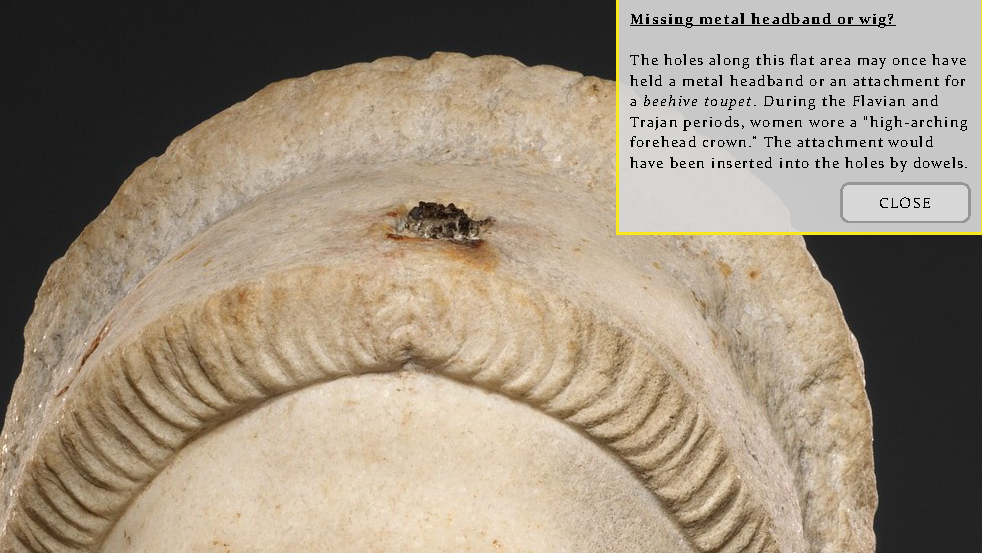 Missing metal headband or wig?
The holes along this flat area may once have
held a metal headband or an attachment for
a beehive toupet. During the Flavian and
Trajan periods, women wore a "high-arching
forehead crown." The attachment would
have been inserted into the holes by dowels.
CLOSE